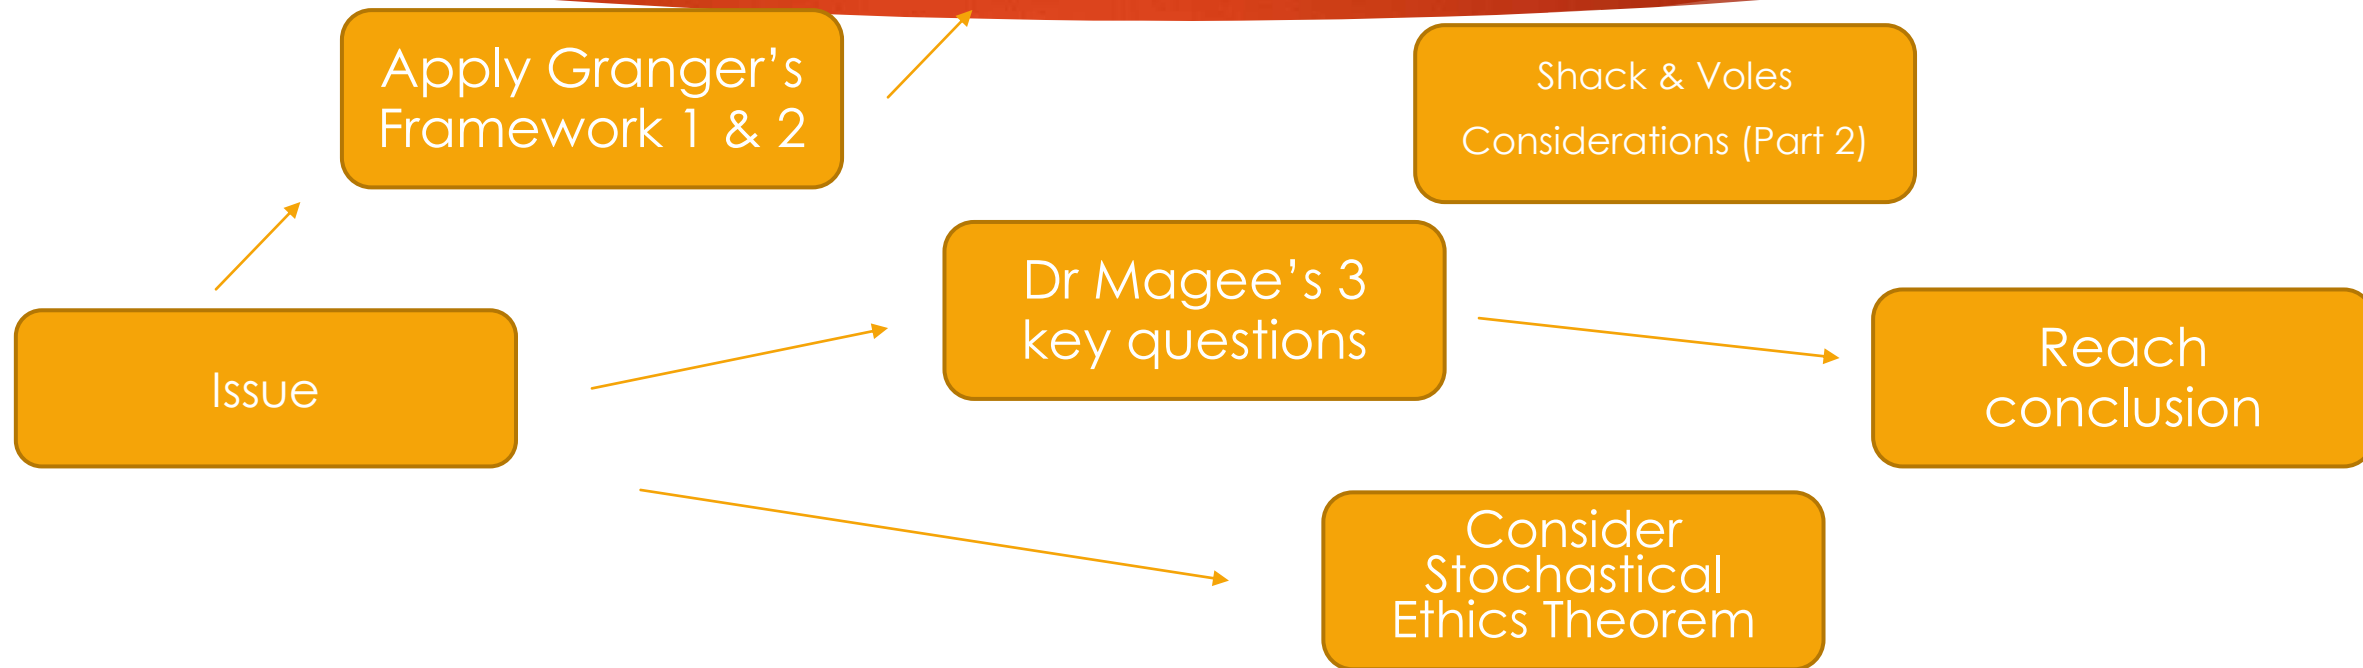 Apply Granger’s
Framework 1 & 2
Shack & Voles
Considerations (Part 2)
Dr Magee’s 3
key questions
Issue
Reach
conclusion
Consider
Stochastical
Ethics Theorem